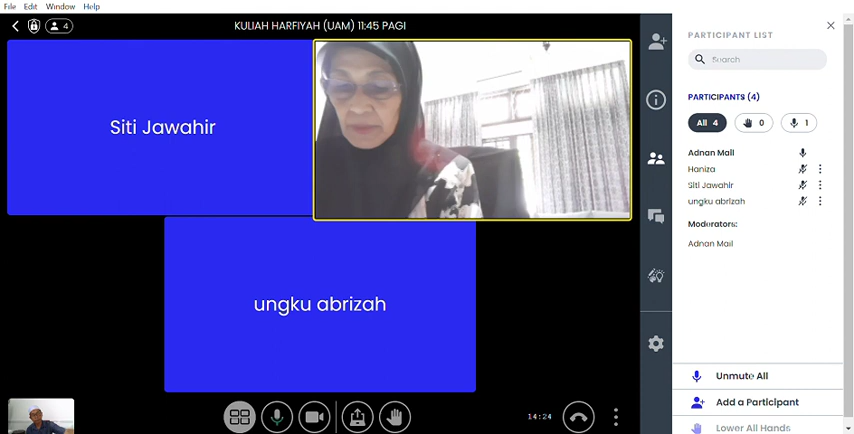 File Edit Window Help
4
KULIAH HARFIYAH (UAM) 11:45 PAGI
Siti Jawahir
ungku abrizah
14:24
PARTICIPANT LIST
Search
PARTICIPANTS (4)
All 4
0
1
Adnan Mail
Haniza
Siti Jawahir
ungku abrizah
Moderators:
Adnan Mail
Unmute All
Add a Participant
Lower All Hands